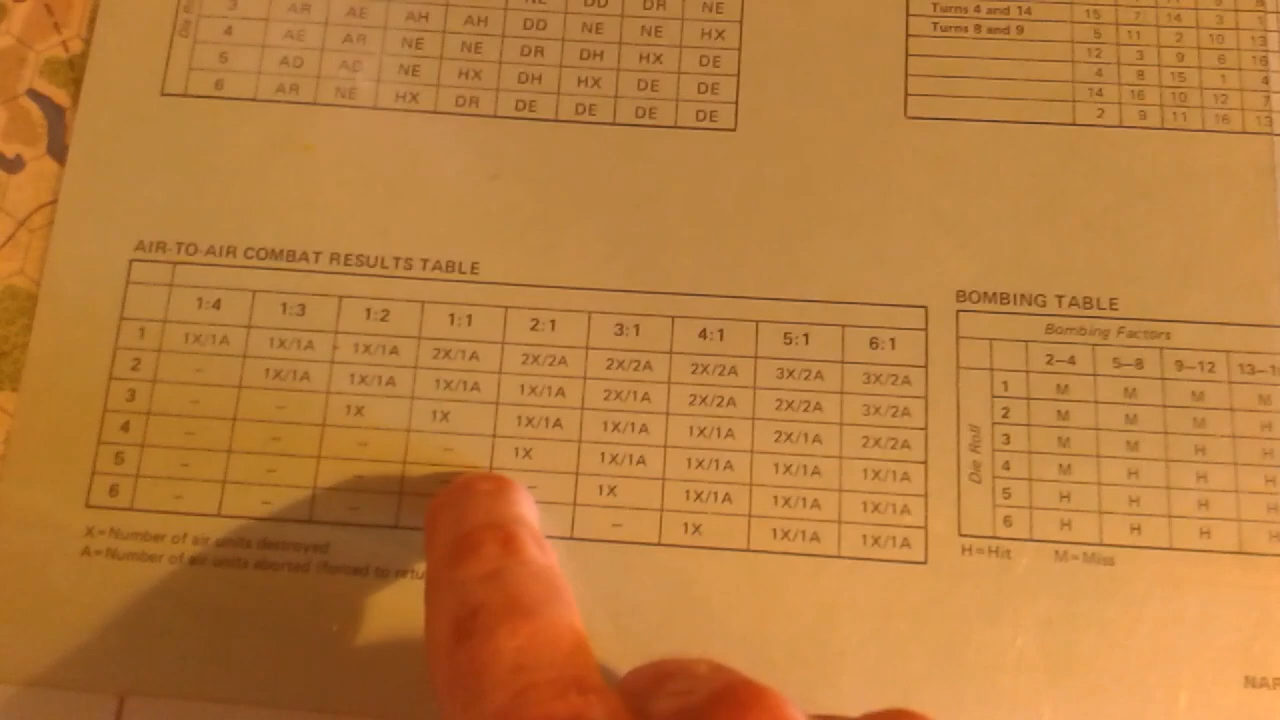 DD DR NE
3 AR AE AH AH DD NE NE HX
4 AE AR NE NE DR DH HX DE
5 AD AD NE HX DH HX DE DE
6 AR NE HX DR DE DE DE DE
Turns 4 and 14 15 7 14 3 1
Turns 8 and 9 5 11 2 10 13
12 3 9 6 16
4 8 15 1 4
14 16 10 12 7
2 9 11 16 13
AIR-TO-AIR COMBAT RESULTS TABLE
1:4 1:3 1:2 1:1 2:1 3:1 4:1 5:1 6:1
1 1X/1A 1X/1A 1X/1A 2X/1A 2X/2A 2X/2A 2X/2A 3X/2A 3X/2A
2 – 1X/1A 1X/1A 1X/1A 1X/1A 2X/1A 2X/2A 2X/2A 3X/2A
3 – – 1X 1X 1X/1A 1X/1A 1X/1A 2X/1A 2X/2A
4 – – – – 1X 1X/1A 1X/1A 1X/1A 1X/1A
5 – – – – – 1X 1X/1A 1X/1A 1X/1A
6 – – – – 1X 1X/1A 1X/1A
X=Number of air units destroyed
A=Number of air units aborted (forced to retu
BOMBING TABLE
Bombing Factors
2–4 5–8 9–12 13–1
Die Roll
1 M M M M
2 M M M H
3 M M H H
4 M H H H
5 H H H H
6 H H H H
H=Hit M=Miss
NAP